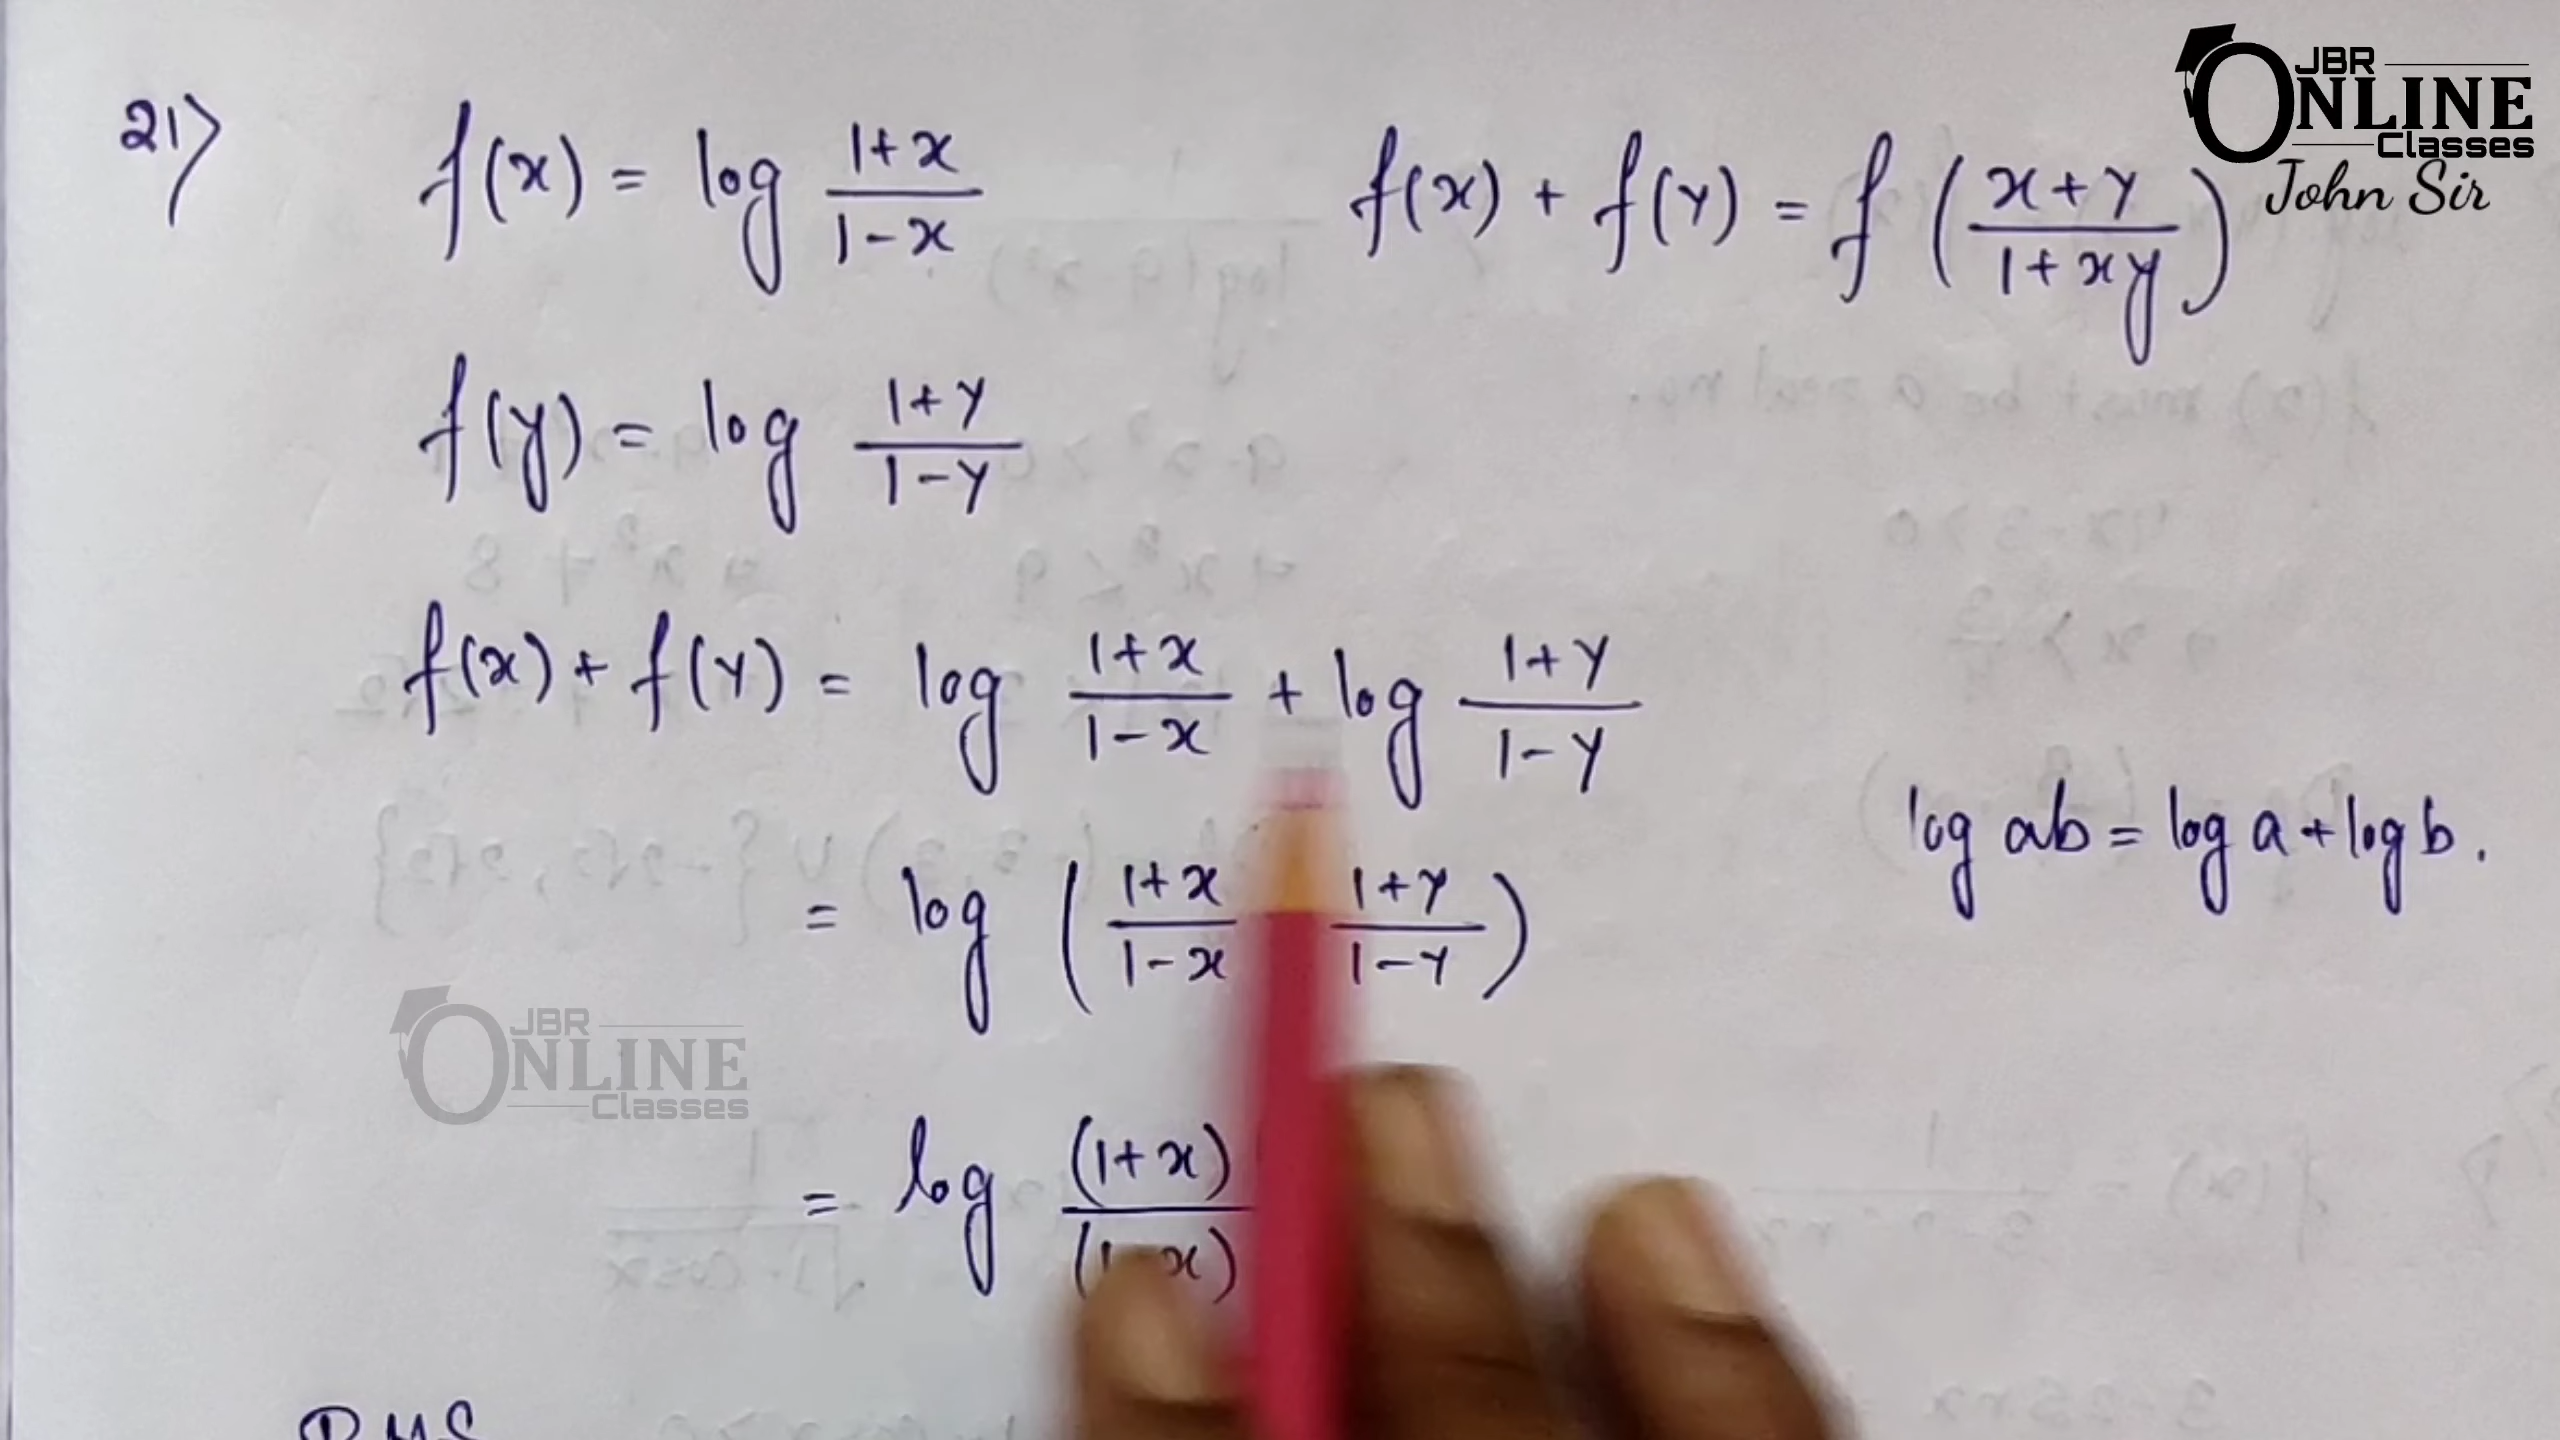 JBR
ONLINE
Classes
John Sir
21) f(x) = log (1+x)/(1-x)
f(x) + f(y) = f((x+y)/(1+xy))
f(y) = log (1+y)/(1-y)
f(x) + f(y) = log (1+x)/(1-x) + log (1+y)/(1-y)
log ab = log a + log b.
= log ((1+x)/(1-x) (1+y)/(1-y))
JBR
ONLINE
Classes
= log (1+x)/(1-x)